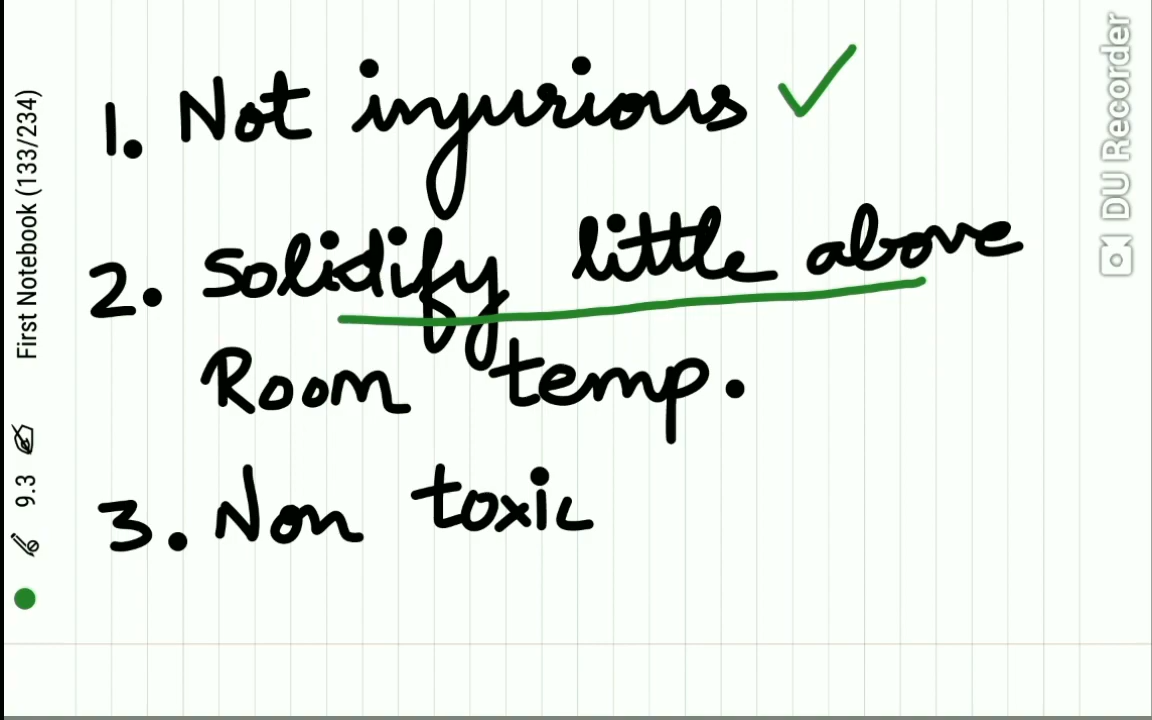 1. Not injurious ✓
2. Solidify little above
Room temp.
3. Non toxic
First Notebook (133/234)
9.3
DU Recorder